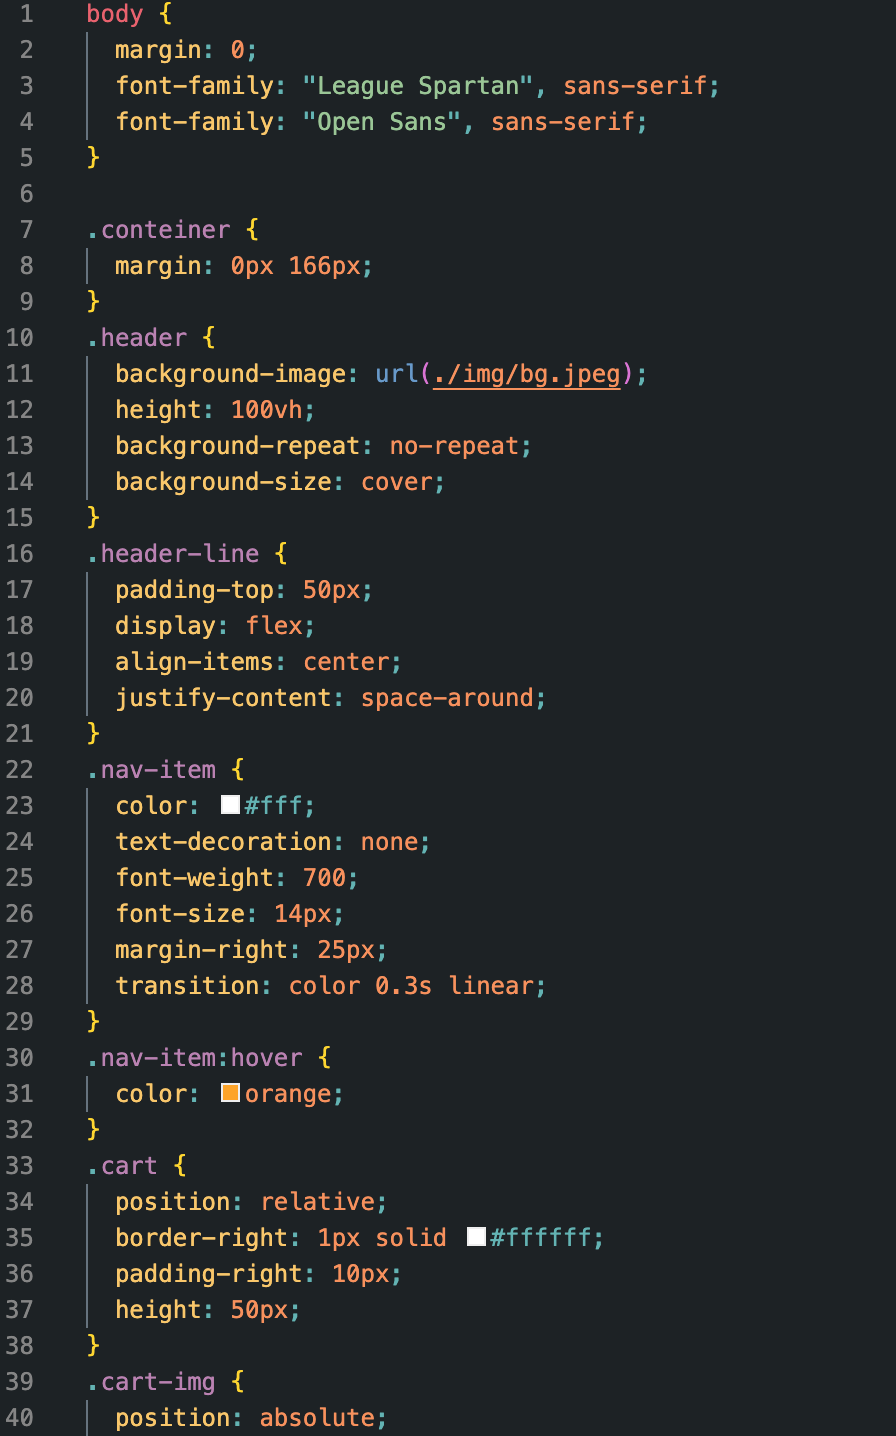 1 body {
2 margin: 0;
3 font-family: "League Spartan", sans-serif;
4 font-family: "Open Sans", sans-serif;
5 }
6
7 .conteiner {
8 margin: 0px 166px;
9 }
10 .header {
11 background-image: url(./img/bg.jpeg);
12 height: 100vh;
13 background-repeat: no-repeat;
14 background-size: cover;
15 }
16 .header-line {
17 padding-top: 50px;
18 display: flex;
19 align-items: center;
20 justify-content: space-around;
21 }
22 .nav-item {
23 color: #fff;
24 text-decoration: none;
25 font-weight: 700;
26 font-size: 14px;
27 margin-right: 25px;
28 transition: color 0.3s linear;
29 }
30 .nav-item:hover {
31 color: orange;
32 }
33 .cart {
34 position: relative;
35 border-right: 1px solid #ffffff;
36 padding-right: 10px;
37 height: 50px;
38 }
39 .cart-img {
40 position: absolute;